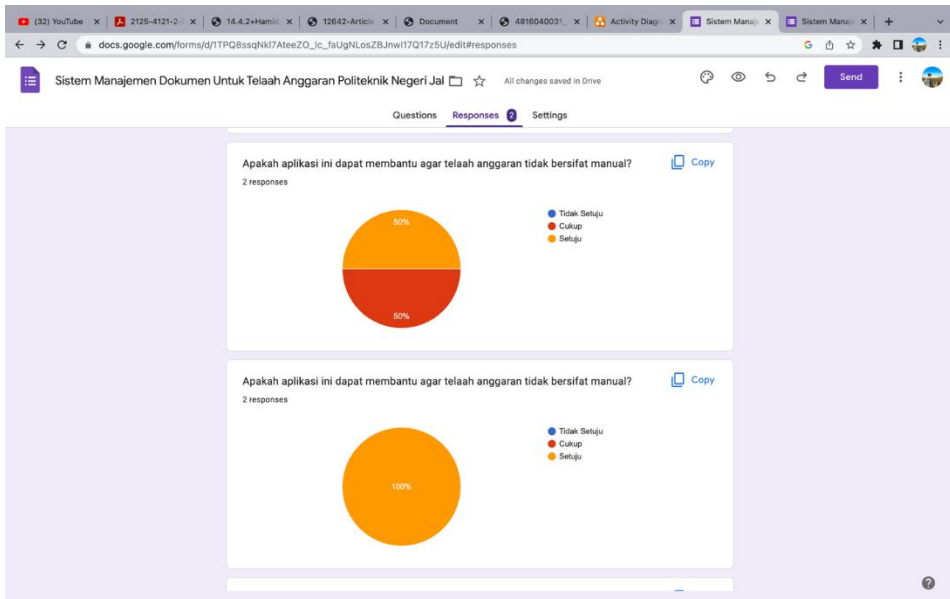 (32) YouTube
2125-4121-2-
14.4.2+Hamid
12642-Article
Document
4816040031_
Activity Diagra
Sistem Manaje
Sistem Manaje
docs.google.com/forms/d/1TPQ8ssqNkI7AteeZO_Ic_faUgNLosZBJnwI17Q17z5U/edit#responses
Sistem Manajemen Dokumen Untuk Telaah Anggaran Politeknik Negeri Jal
All changes saved in Drive
Send
Questions Responses 2 Settings
Apakah aplikasi ini dapat membantu agar telaah anggaran tidak bersifat manual?
Copy
2 responses
50%
50%
Tidak Setuju
Cukup
Setuju
Apakah aplikasi ini dapat membantu agar telaah anggaran tidak bersifat manual?
Copy
2 responses
100%
Tidak Setuju
Cukup
Setuju